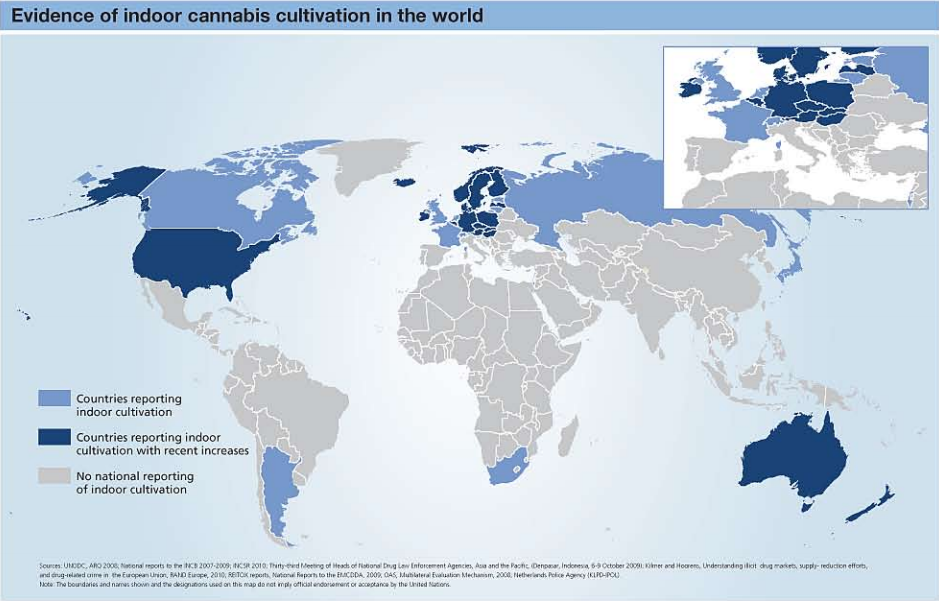 Evidence of indoor cannabis cultivation in the world
Countries reporting
indoor cultivation
Countries reporting indoor
cultivation with recent increases
No national reporting
of indoor cultivation
Sources: UNODC, ARQ 2008; National reports to the INCB 2007-2009; INCSR 2010; Thirty-third Meeting of Heads of National Drug Law Enforcement Agencies, Asia and the Pacific, (Denpasar, Indonesia, 6-9 October 2009); Kilmer and Hoorens, Understanding illicit drug markets, supply- reduction efforts,
and drug-related crime in the European Union, RAND Europe, 2010; REITOX reports, National Reports to the EMCDDA, 2009; OAS, Multilateral Evaluation Mechanism, 2008; Netherlands Police Agency (KLPD-IPOL)
Note: The boundaries and names shown and the designations used on this map do not imply official endorsement or acceptance by the United Nations.